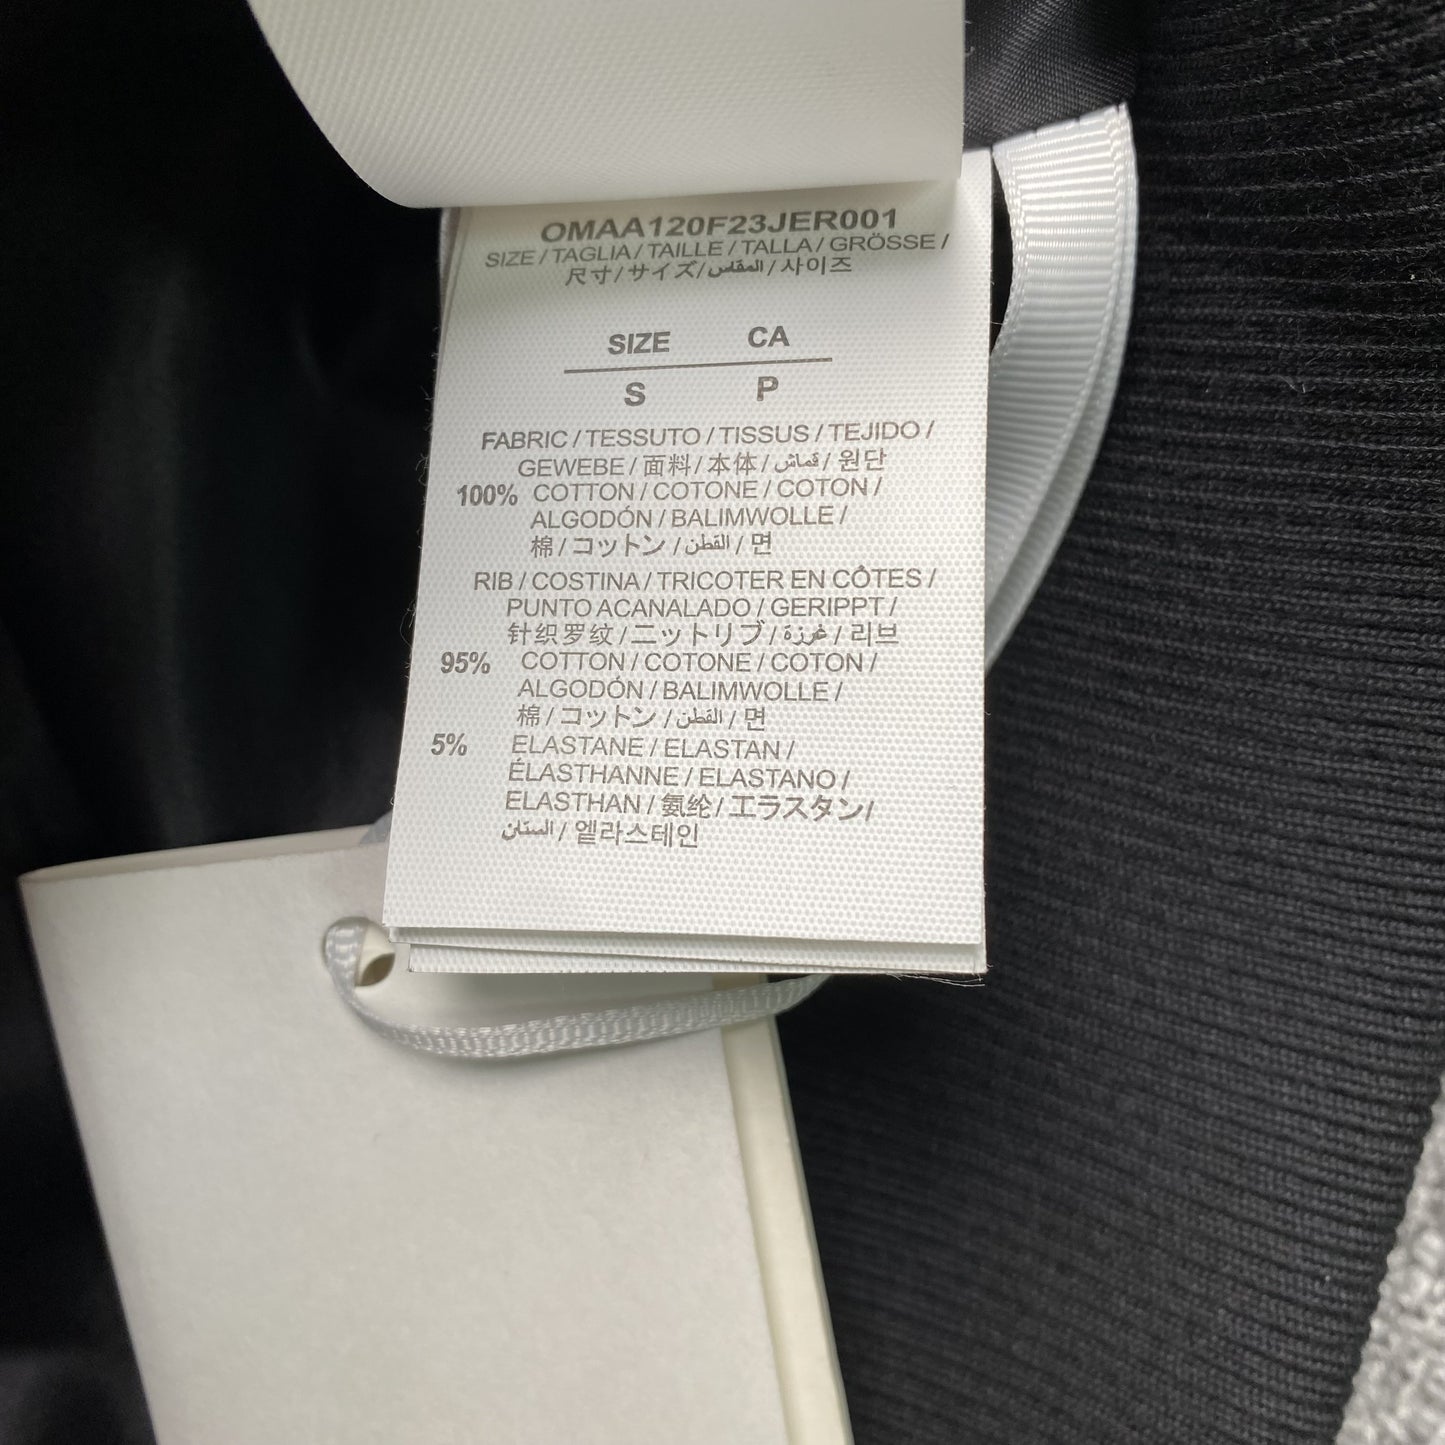 OMAA120F23JER001
SIZE / TAGLIA / TAILLE / TALLA / GRÖSSE /
尺寸 / サイズ / المقاس / 사이즈
SIZE CA
S P
FABRIC / TESSUTO / TISSUS / TEJIDO /
GEWEBE / 面料 / 本体 / قماش / 원단
100% COTTON / COTONE / COTON /
ALGODÓN / BALIMWOLLE /
棉 / コットン / القطن / 면
RIB / COSTINA / TRICOTER EN CÔTES /
PUNTO ACANALADO / GERIPPT /
针织罗纹 / ニットリブ / غرزة / 리브
95% COTTON / COTONE / COTON /
ALGODÓN / BALIMWOLLE /
棉 / コットン / القطن / 면
5% ELASTANE / ELASTAN /
ÉLASTHANNE / ELASTANO /
ELASTHAN / 氨纶 / エラスタン /
/ 엘라스테인